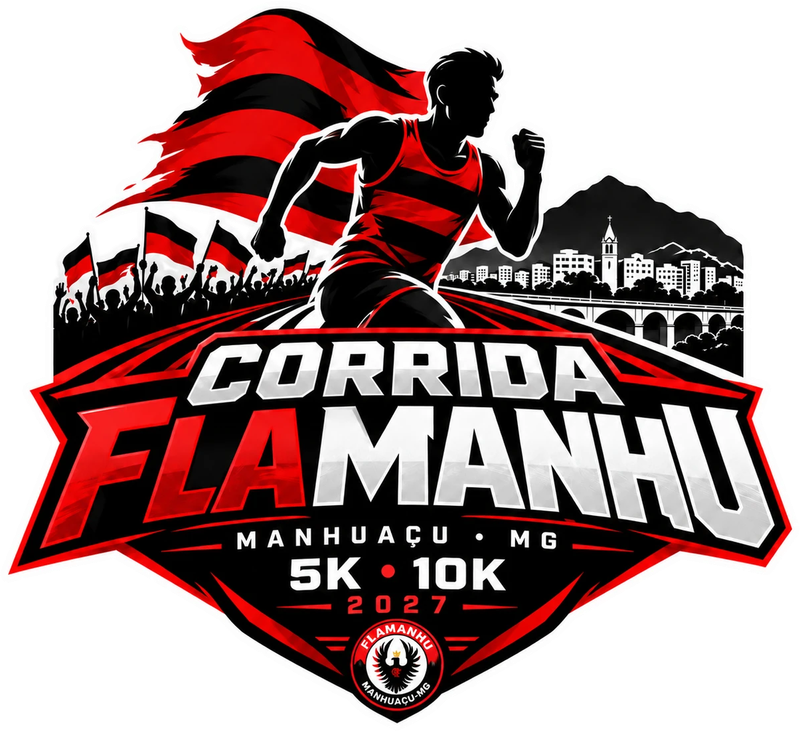 CORRIDA
FLAMANHU
MANHUAÇU • MG
5K • 10K
2027
FLAMANHU
MANHUAÇU-MG